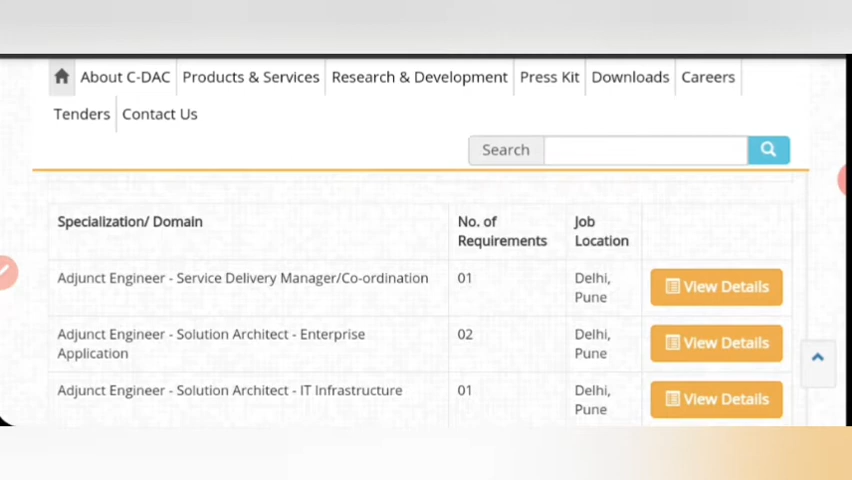 About C-DAC Products & Services Research & Development Press Kit Downloads Careers
Tenders Contact Us
Search
Specialization/ Domain No. of Requirements Job Location
Adjunct Engineer - Service Delivery Manager/Co-ordination 01 Delhi, Pune View Details
Adjunct Engineer - Solution Architect - Enterprise Application 02 Delhi, Pune View Details
Adjunct Engineer - Solution Architect - IT Infrastructure 01 Delhi, Pune View Details